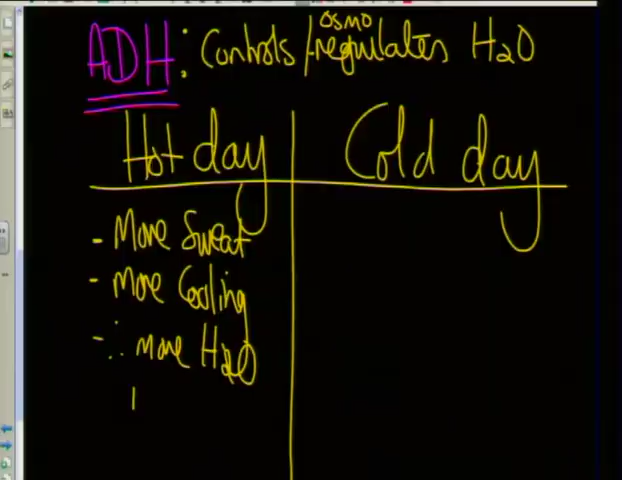 ADH: Controls/osmo-regulates H2O
Hot day Cold day
- More Sweat
- More Cooling
- ∴ more H2O